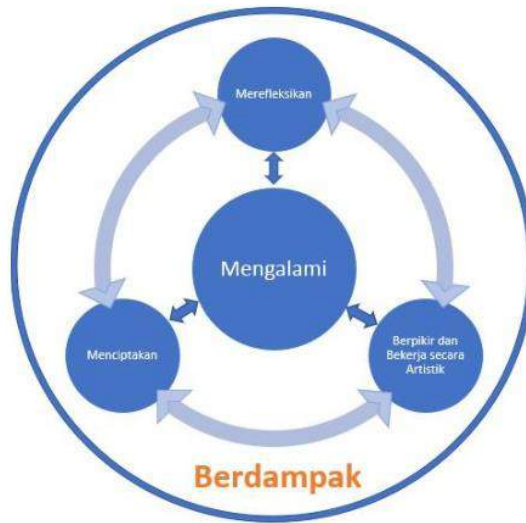 Merefleksikan
Mengalami
Menciptakan
Berpikir dan
Bekerja secara
Artistik
Berdampak